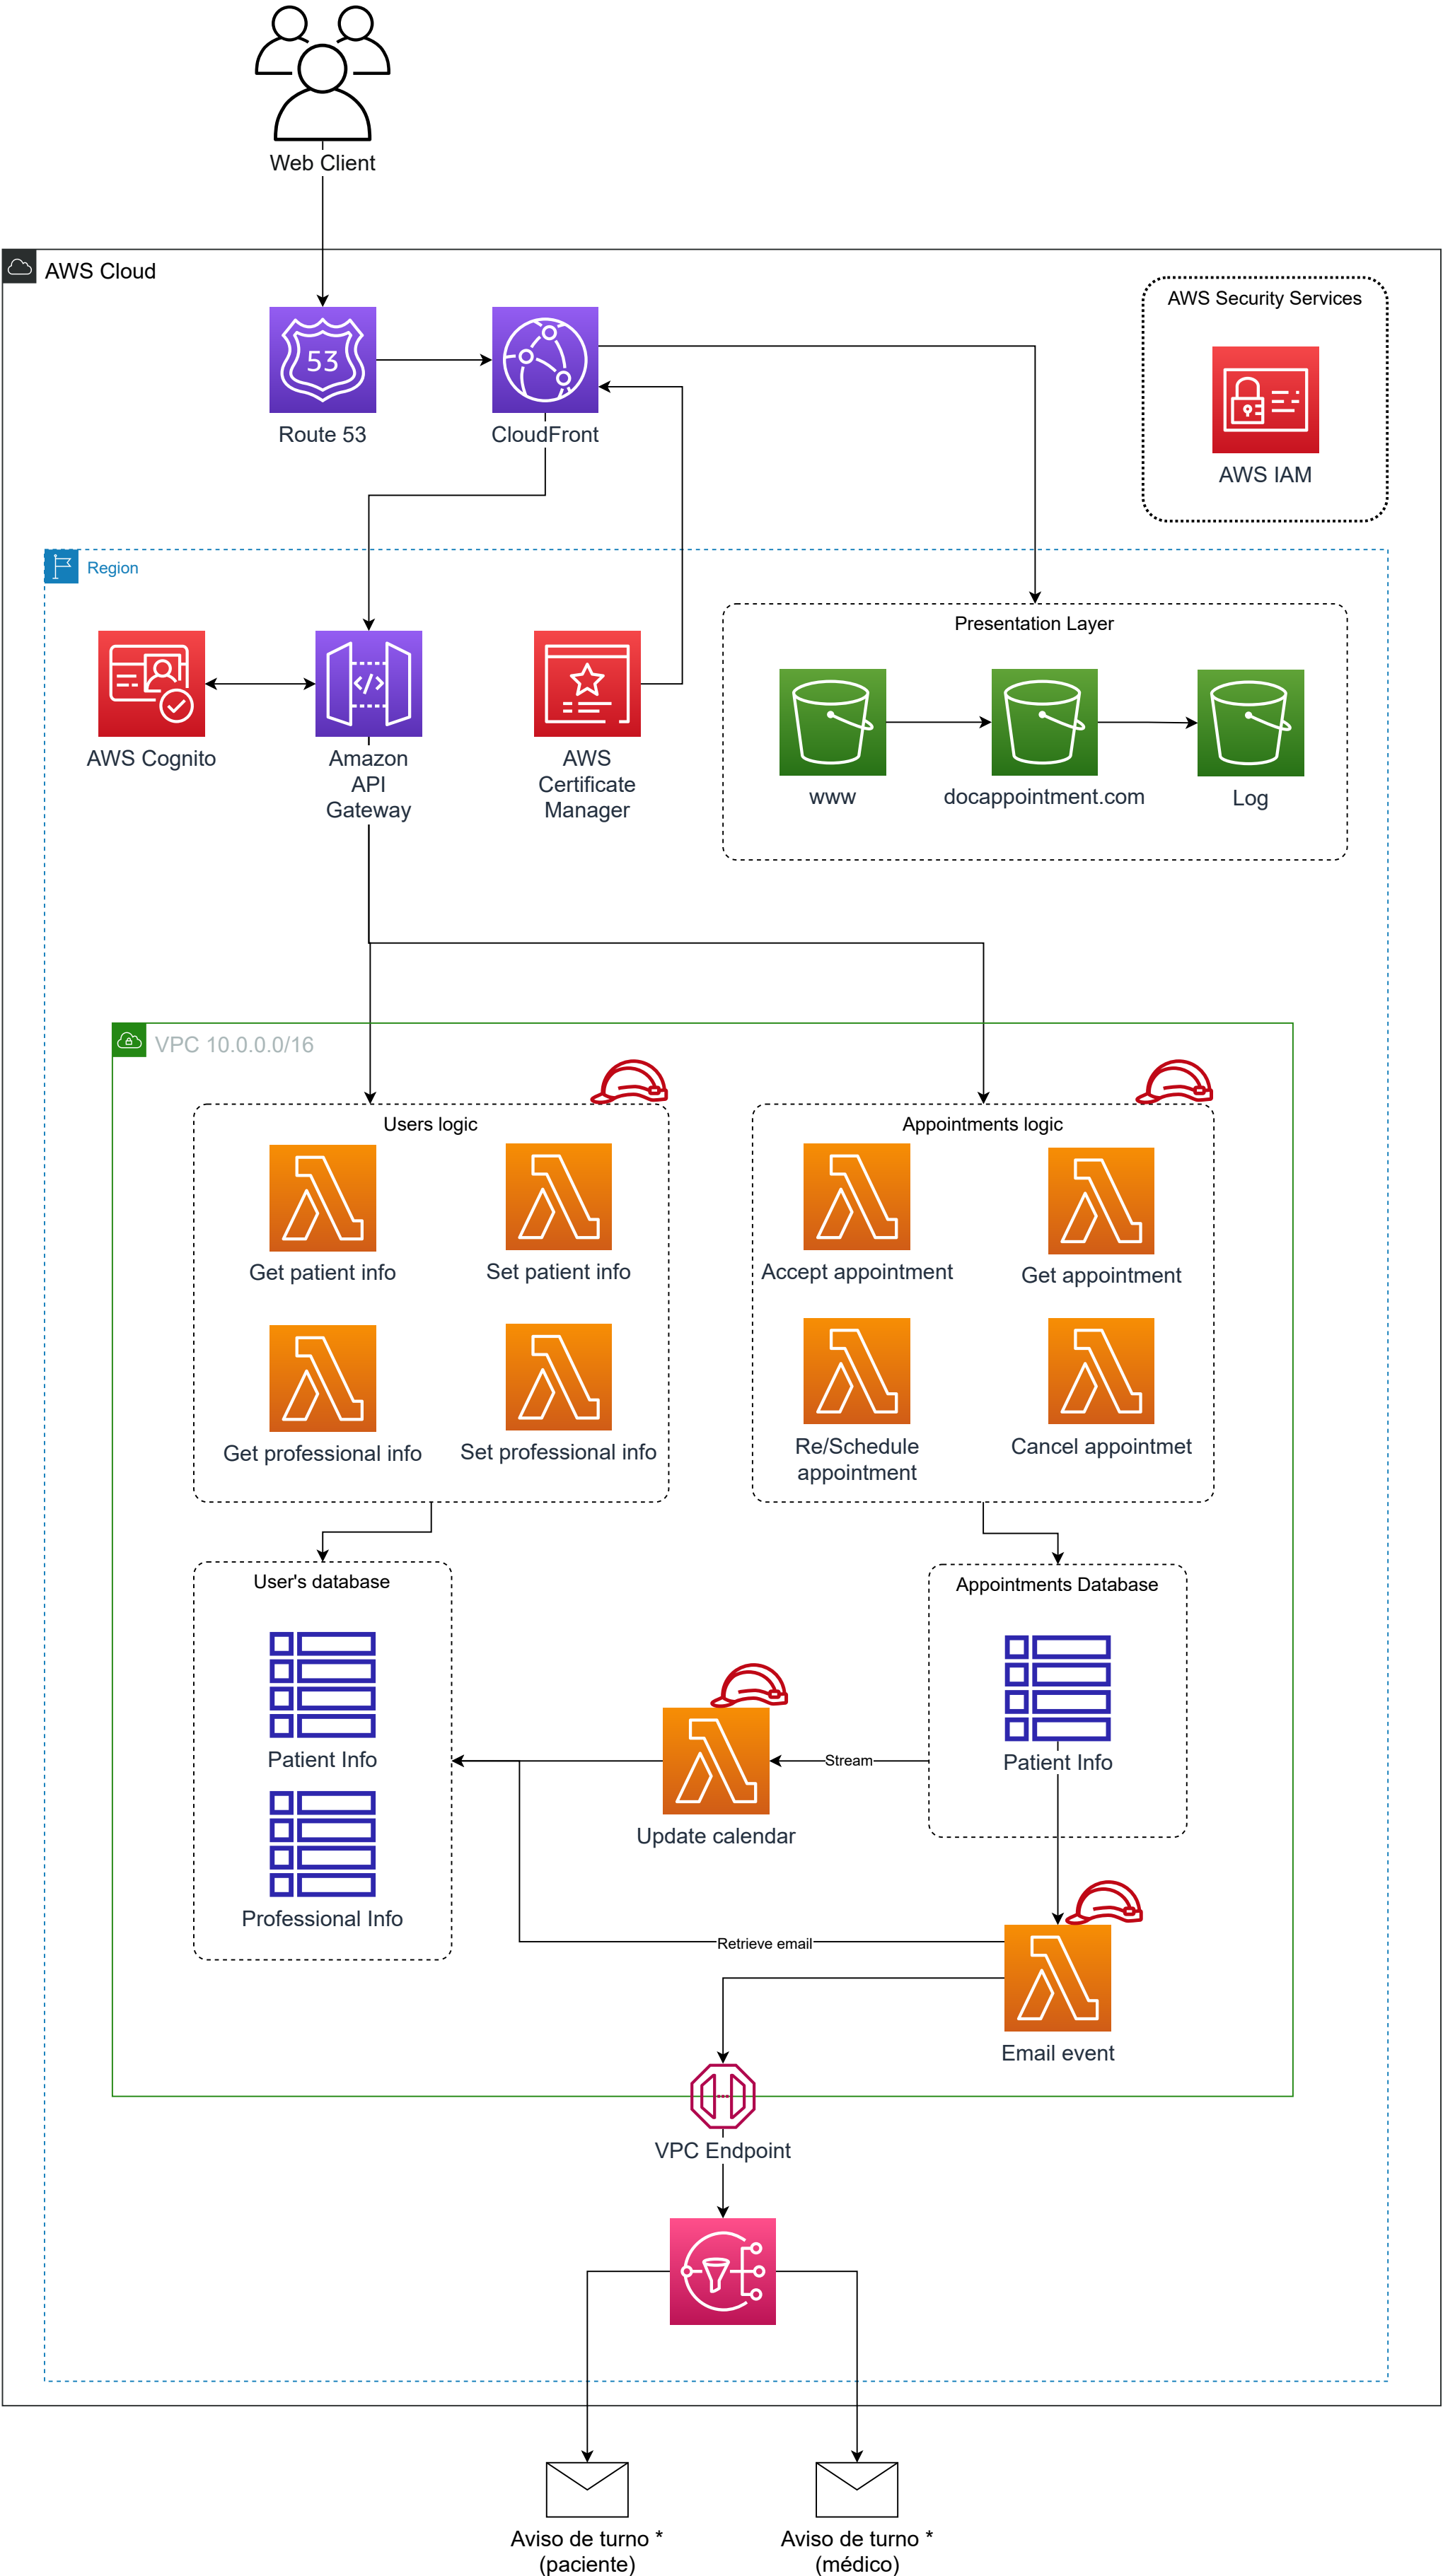 Web Client
AWS Cloud
AWS Security Services
53
Route 53
CloudFront
AWS IAM
Region
Presentation Layer
AWS Cognito
Amazon
API
Gateway
AWS
Certificate
Manager
www
docappointment.com
Log
VPC 10.0.0.0/16
Users logic
Get patient info
Set patient info
Get professional info
Set professional info
Appointments logic
Accept appointment
Get appointment
Re/Schedule
appointment
Cancel appointmet
User's database
Patient Info
Professional Info
Appointments Database
Patient Info
Stream
Update calendar
Retrieve email
Email event
VPC Endpoint
Aviso de turno *
(paciente)
Aviso de turno *
(médico)